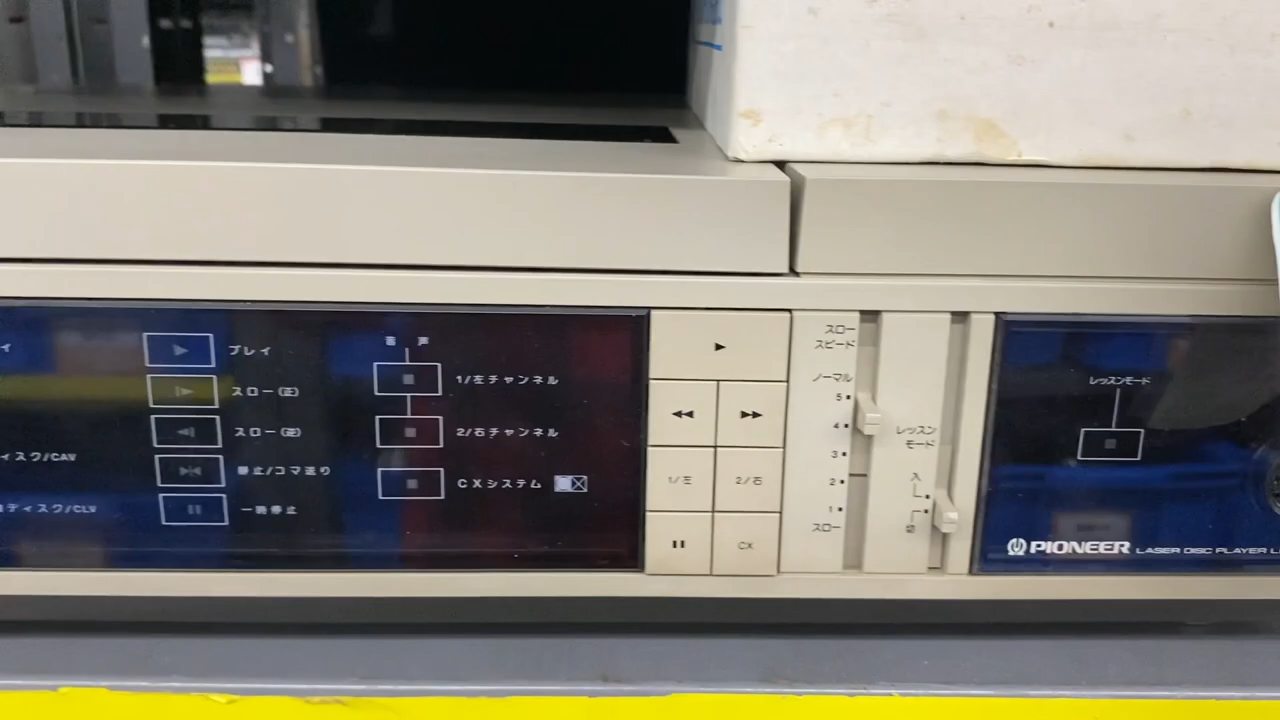 プレイ
スロー(正)
スロー(逆)
ィスク/CAV
静止/コマ送り
ディスク/CLV
一時停止
音声
1/左チャンネル
2/右チャンネル
CXシステム
1/左
2/右
CX
スロー
スピード
ノーマル
5
4
3
2
1
スロー
レッスン
モード
入
切
レッスンモード
PIONEER LASER DISC PLAYER